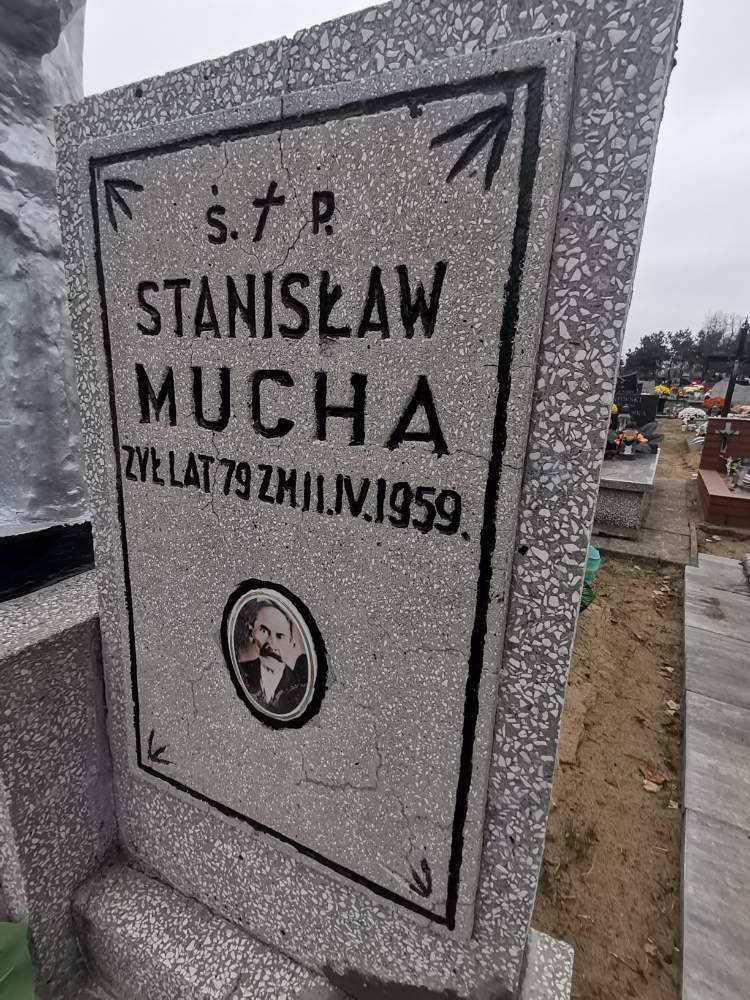 Ś. † P.
STANISŁAW
MUCHA
ŻYŁ LAT 79 ZM 11.IV.1959.